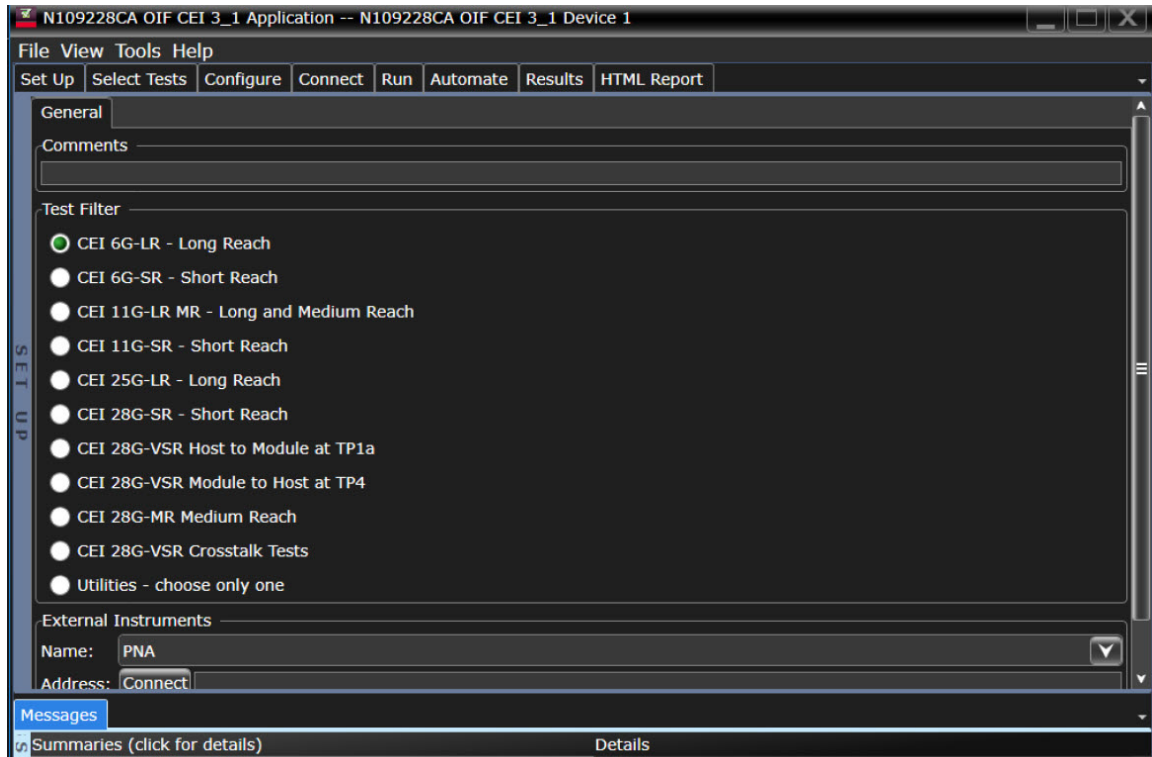 N109228CA OIF CEI 3_1 Application -- N109228CA OIF CEI 3_1 Device 1
File View Tools Help
Set Up Select Tests Configure Connect Run Automate Results HTML Report
General
Comments
Test Filter
CEI 6G-LR - Long Reach
CEI 6G-SR - Short Reach
CEI 11G-LR MR - Long and Medium Reach
CEI 11G-SR - Short Reach
CEI 25G-LR - Long Reach
CEI 28G-SR - Short Reach
CEI 28G-VSR Host to Module at TP1a
CEI 28G-VSR Module to Host at TP4
CEI 28G-MR Medium Reach
CEI 28G-VSR Crosstalk Tests
Utilities - choose only one
SET UP
External Instruments
Name: PNA
Address: Connect
Messages
S Summaries (click for details) Details